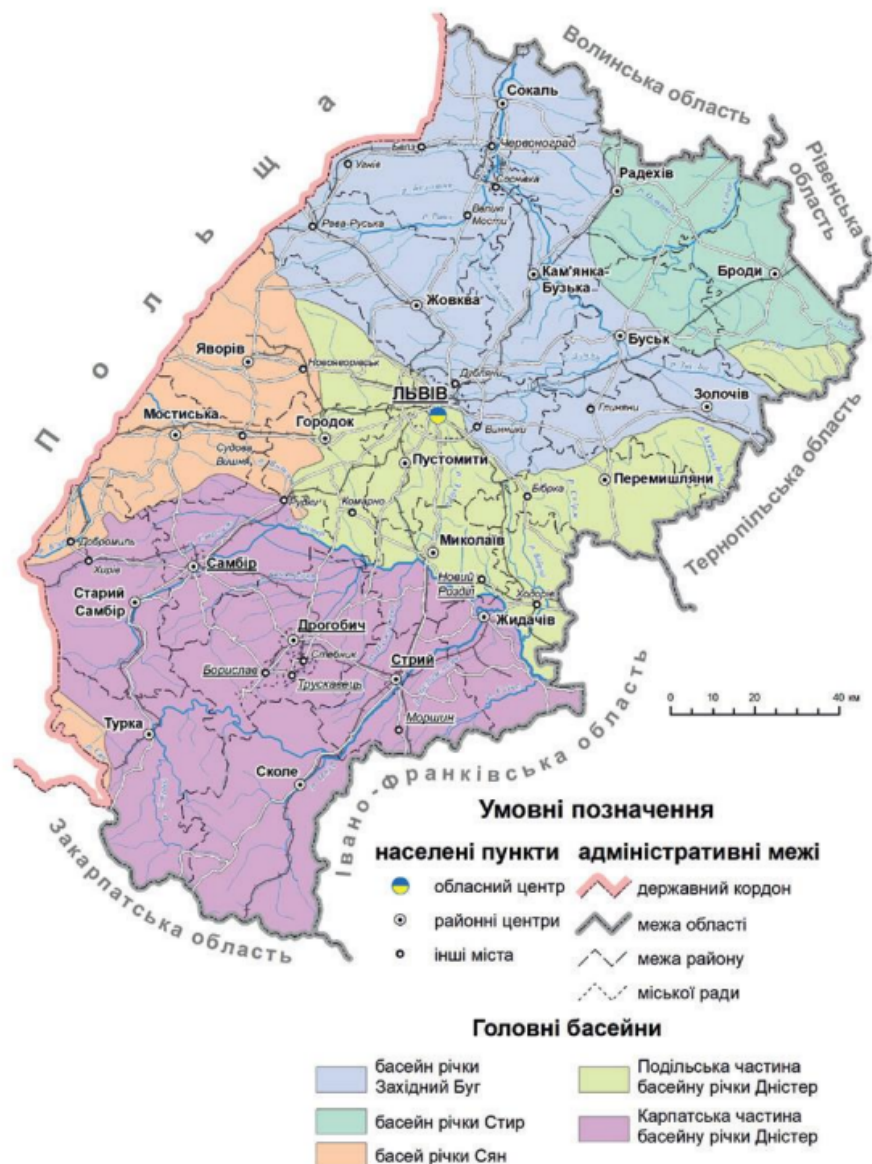 Волинська область
Рівенська
область
П о л ь щ а
Сокаль
Белз
Червоноград
Угнів
Соснівка
Радехів
Великі
Мости
Рава-Руська
Кам'янка-
Бузька
Броди
Жовква
Буськ
Яворів
Новояворівськ
Дубляни
ЛЬВІВ
Золочів
Глиняни
Мостиська
Городок
Судова
Вишня
Винники
Пустомити
Перемишляни
Бібрка
Рудки
Комарно
Тернопільська область
Добромиль
Хирів
Самбір
Миколаїв
Новий
Розділ
Ходорів
Старий
Самбір
Жидачів
Дрогобич
Стебник
Борислав
Трускавець
Стрий
Моршин
Турка
Сколе
0 10 20 40 км
Івано-Франківська область
Закарпатська область
Умовні позначення
населені пункти
обласний центр
районні центри
інші міста
адміністративні межі
державний кордон
межа області
межа району
міської ради
Головні басейни
басейн річки
Західний Буг
басейн річки Стир
басей річки Сян
Подільська частина
басейну річки Дністер
Карпатська частина
басейну річки Дністер